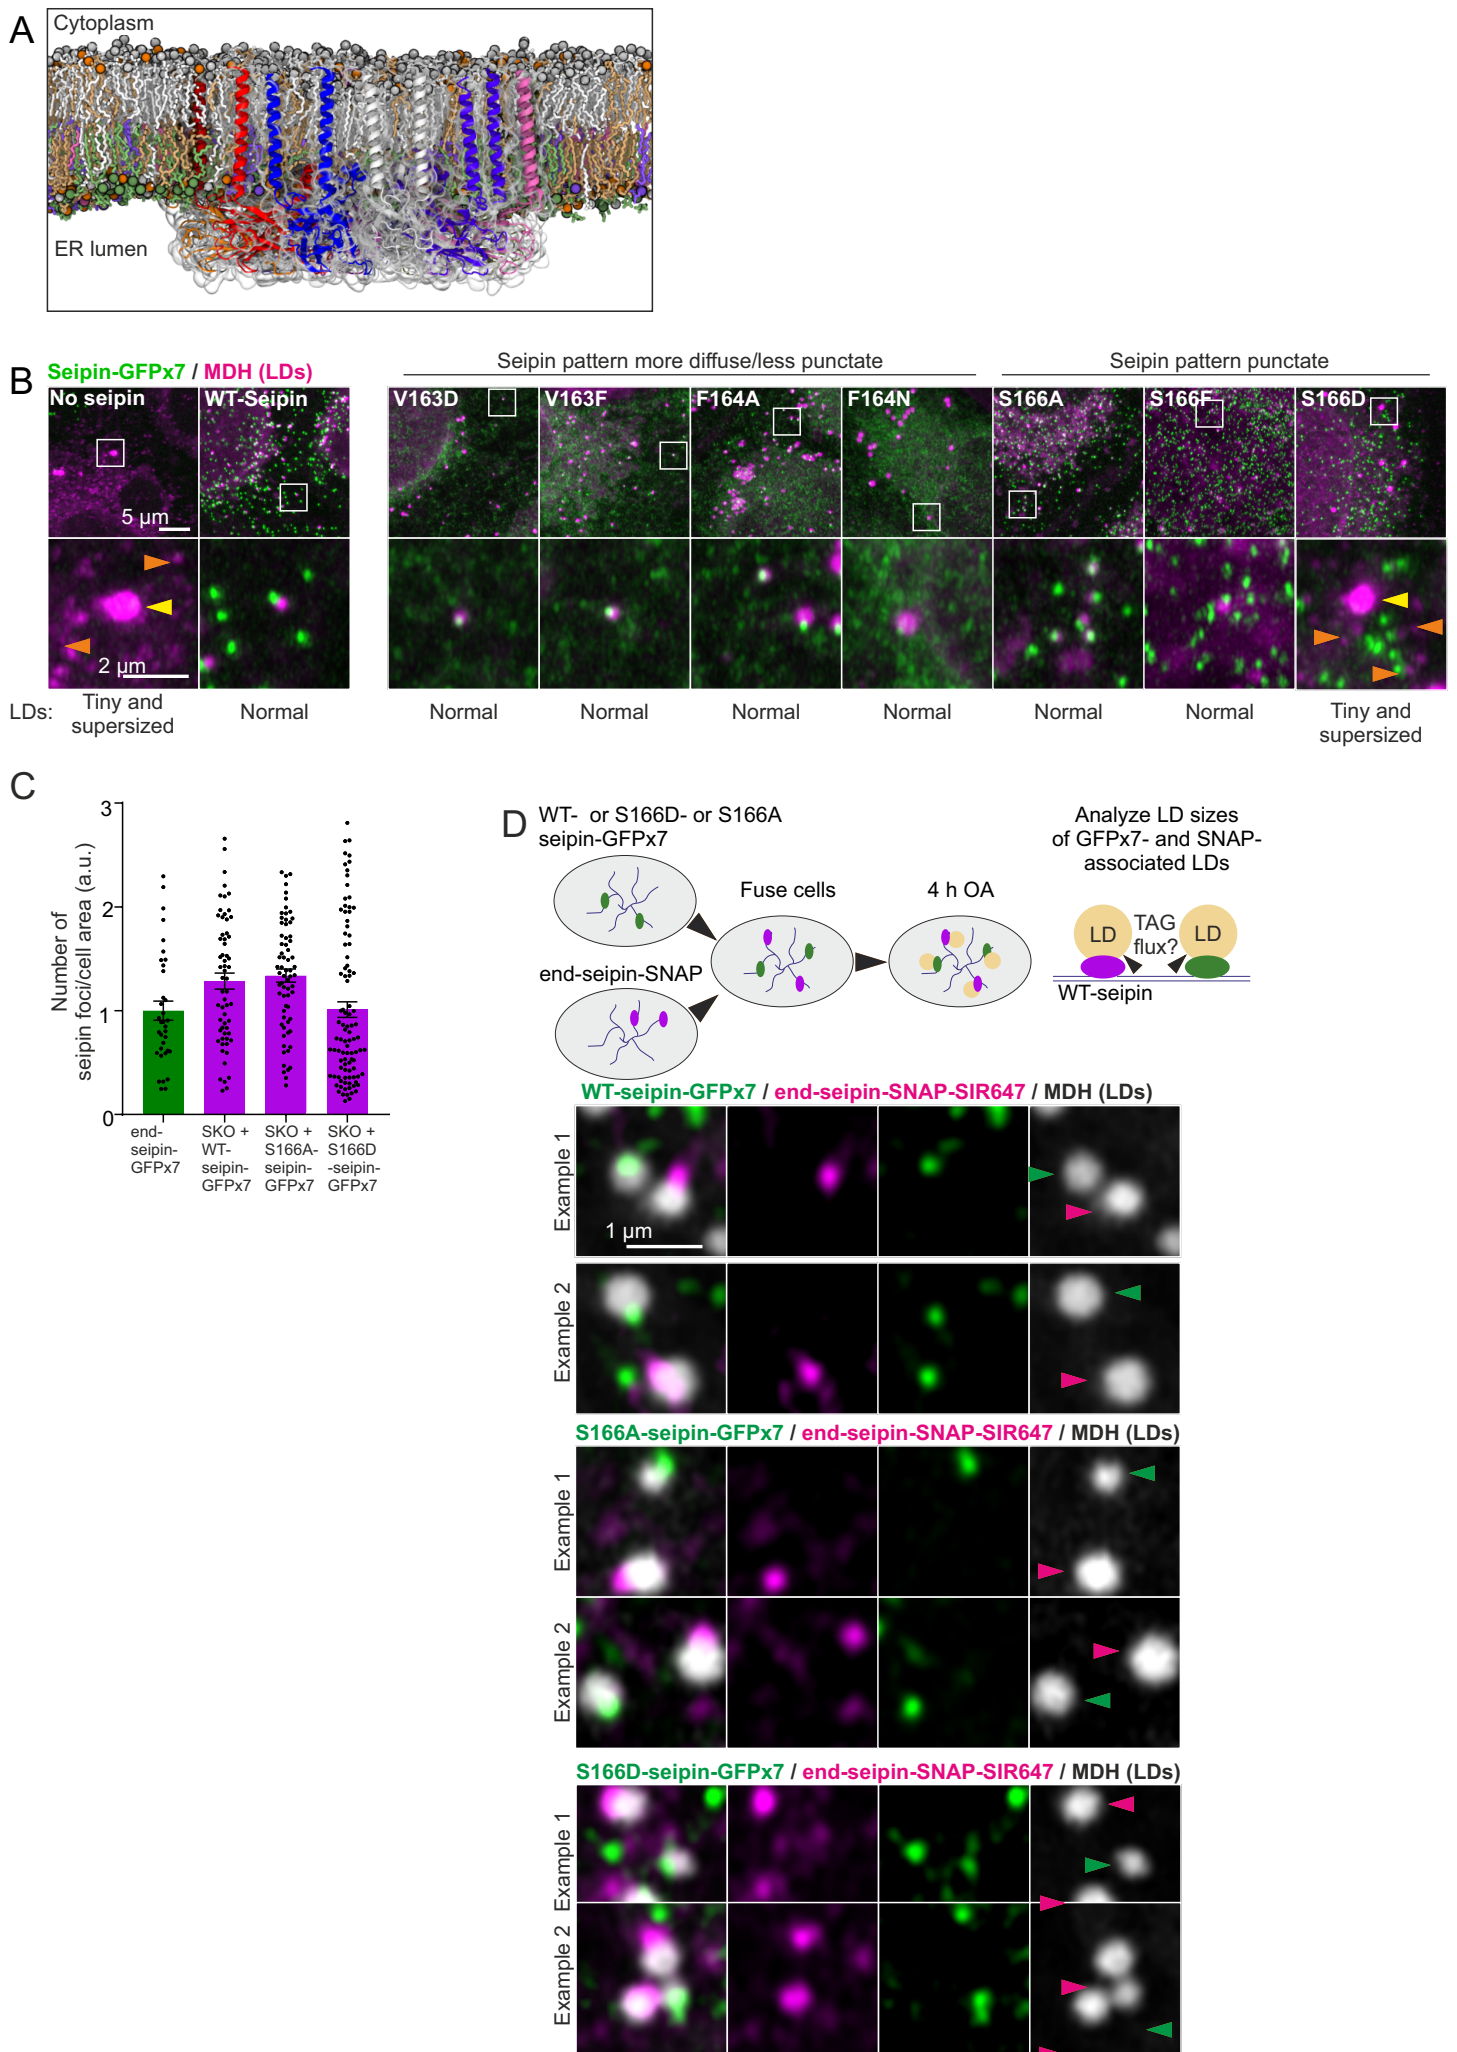 A
Cytoplasm
ER lumen
B
Seipin-GFPx7 / MDH (LDs)
Seipin pattern more diffuse/less punctate
Seipin pattern punctate
No seipin
WT-Seipin
V163D
V163F
F164A
F164N
S166A
S166F
S166D
5 µm
2 µm
LDs:
Tiny and
supersized
Normal
Normal
Normal
Normal
Normal
Normal
Normal
Tiny and
supersized
C
Number of
seipin foci/cell area (a.u.)
3
2
1
0
end-
seipin-
GFPx7
SKO +
WT-
seipin-
GFPx7
SKO +
S166A-
seipin-
GFPx7
SKO +
S166D
-seipin-
GFPx7
D
WT- or S166D- or S166A
seipin-GFPx7
end-seipin-SNAP
Fuse cells
4 h OA
Analyze LD sizes
of GFPx7- and SNAP-
associated LDs
LD
TAG
flux?
LD
WT-seipin
WT-seipin-GFPx7 / end-seipin-SNAP-SIR647 / MDH (LDs)
Example 1
1 µm
Example 2
S166A-seipin-GFPx7 / end-seipin-SNAP-SIR647 / MDH (LDs)
Example 1
Example 2
S166D-seipin-GFPx7 / end-seipin-SNAP-SIR647 / MDH (LDs)
Example 1
Example 2